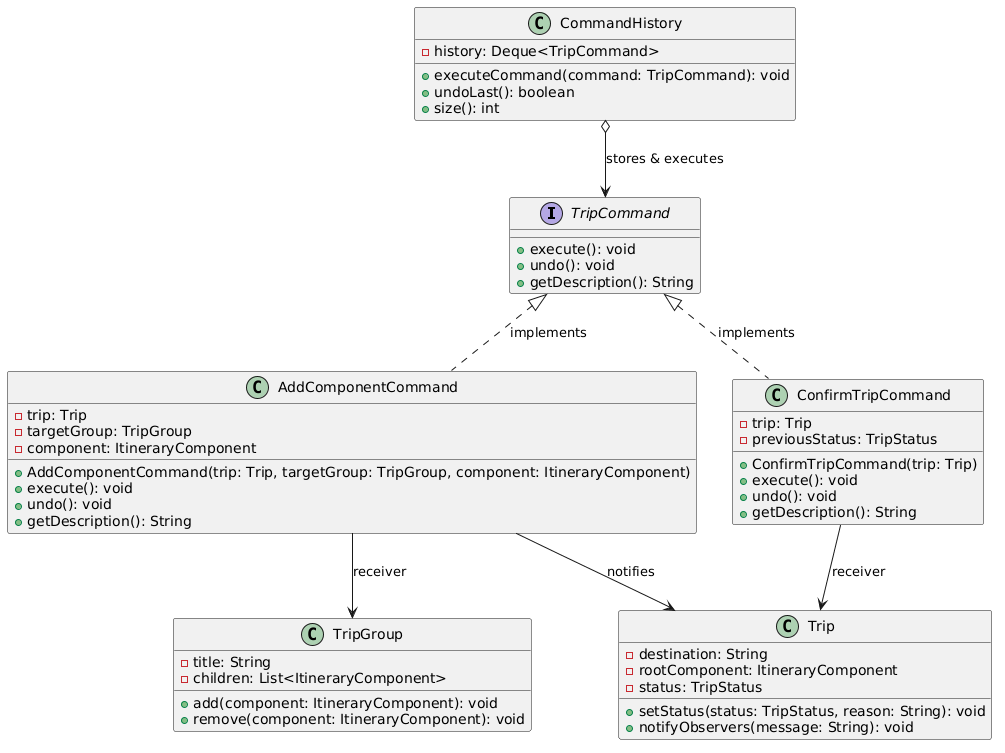 C CommandHistory
history: Deque<TripCommand>
executeCommand(command: TripCommand): void
undoLast(): boolean
size(): int
stores & executes
I TripCommand
execute(): void
undo(): void
getDescription(): String
implements
implements
C AddComponentCommand
trip: Trip
targetGroup: TripGroup
component: ItineraryComponent
AddComponentCommand(trip: Trip, targetGroup: TripGroup, component: ItineraryComponent)
execute(): void
undo(): void
getDescription(): String
C ConfirmTripCommand
trip: Trip
previousStatus: TripStatus
ConfirmTripCommand(trip: Trip)
execute(): void
undo(): void
getDescription(): String
receiver
notifies
receiver
C TripGroup
title: String
children: List<ItineraryComponent>
add(component: ItineraryComponent): void
remove(component: ItineraryComponent): void
C Trip
destination: String
rootComponent: ItineraryComponent
status: TripStatus
setStatus(status: TripStatus, reason: String): void
notifyObservers(message: String): void